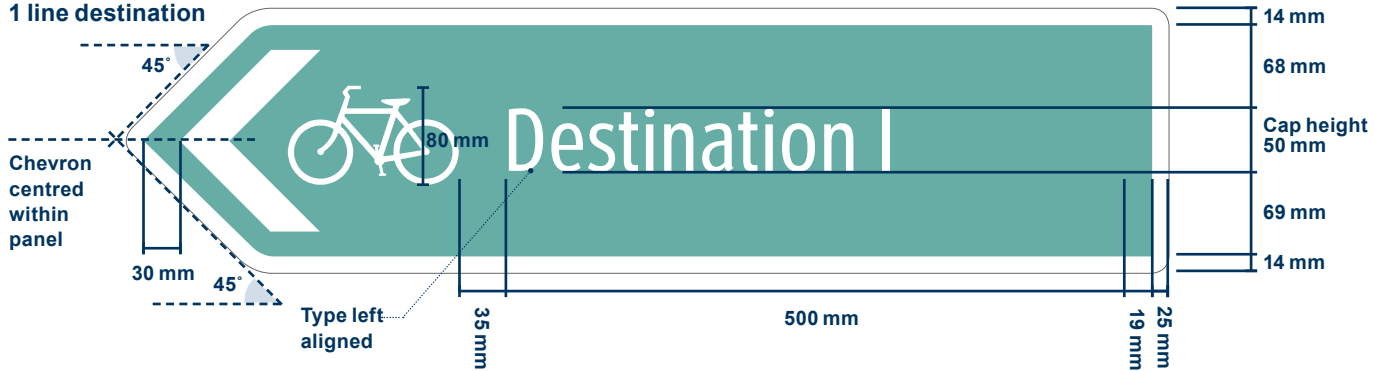 1 line destination
45°
14 mm
68 mm
Cap height
50 mm
80 mm
Destination I
Chevron
centred
within
panel
69 mm
14 mm
30 mm
45°
Type left
aligned
35 mm
500 mm
19 mm
25 mm